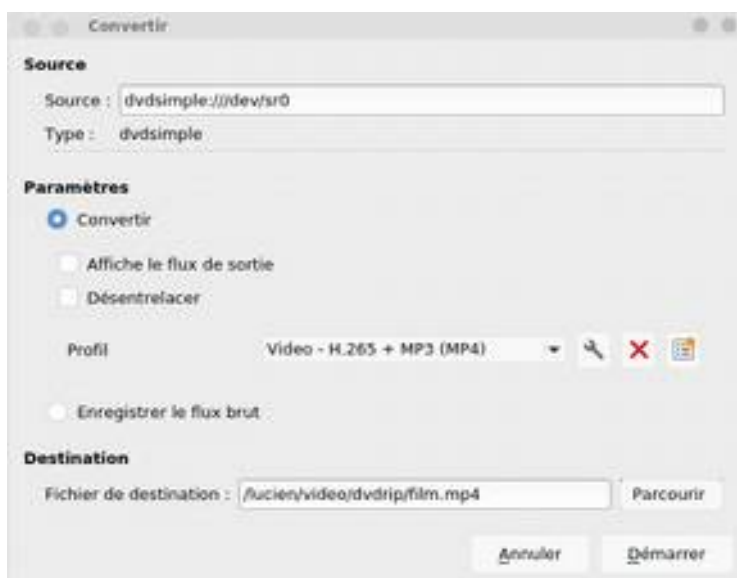 Convertir
Source
Source : dvdsimple:///dev/sr0
Type : dvdsimple
Paramètres
Convertir
Affiche le flux de sortie
Désentrelacer
Profil Video - H.265 + MP3 (MP4)
Enregistrer le flux brut
Destination
Fichier de destination : /lucien/video/dvdrip/film.mp4 Parcourir
Annuler Démarrer